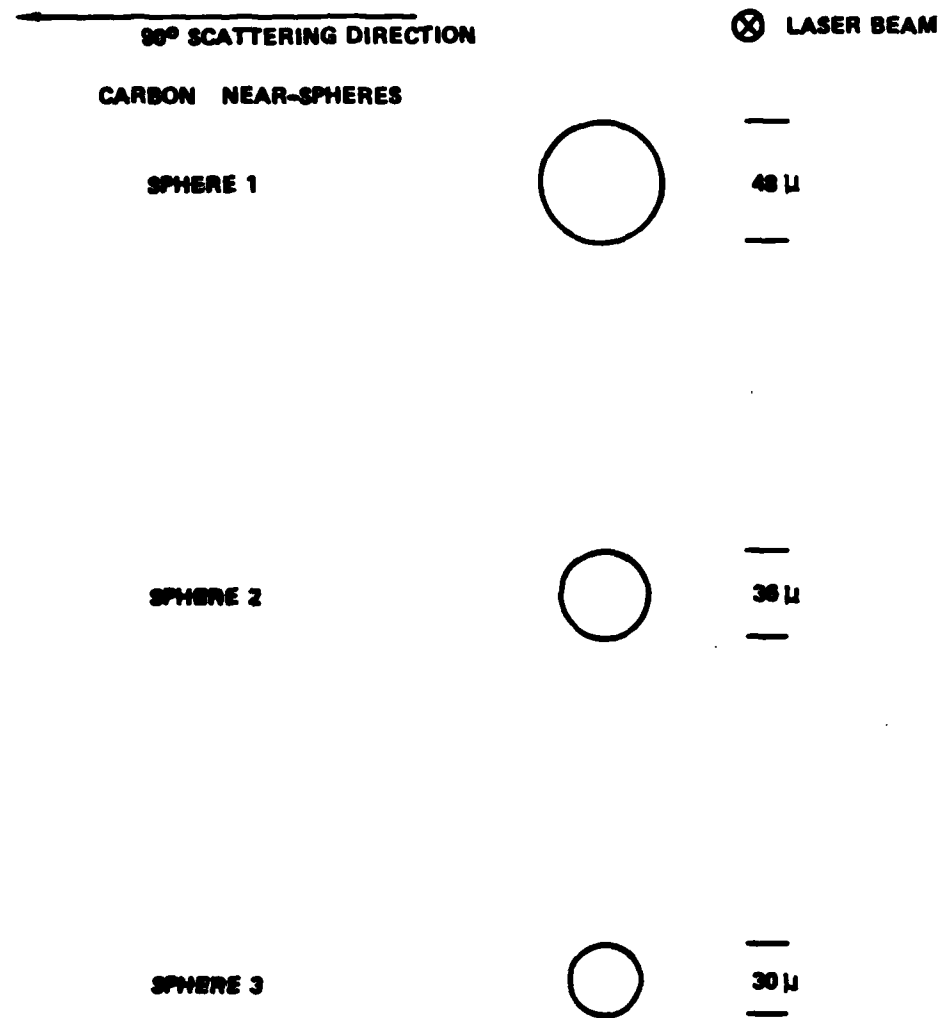 90° SCATTERING DIRECTION
⊗ LASER BEAM
CARBON NEAR-SPHERES
SPHERE 1
48 μ
SPHERE 2
36 μ
SPHERE 3
30 μ